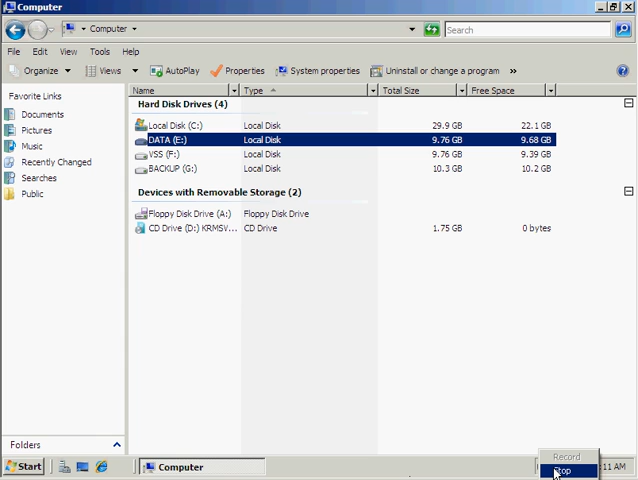 Computer
Computer
Search
File Edit View Tools Help
Organize Views AutoPlay Properties System properties Uninstall or change a program »
Favorite Links
Documents
Pictures
Music
Recently Changed
Searches
Public
Name Type Total Size Free Space
Hard Disk Drives (4)
Local Disk (C:) Local Disk 29.9 GB 22.1 GB
DATA (E:) Local Disk 9.76 GB 9.68 GB
VSS (F:) Local Disk 9.76 GB 9.39 GB
BACKUP (G:) Local Disk 10.3 GB 10.2 GB
Devices with Removable Storage (2)
Floppy Disk Drive (A:) Floppy Disk Drive
CD Drive (D:) KRMSV... CD Drive 1.75 GB 0 bytes
Folders
Record
Stop
Start Computer :11 AM